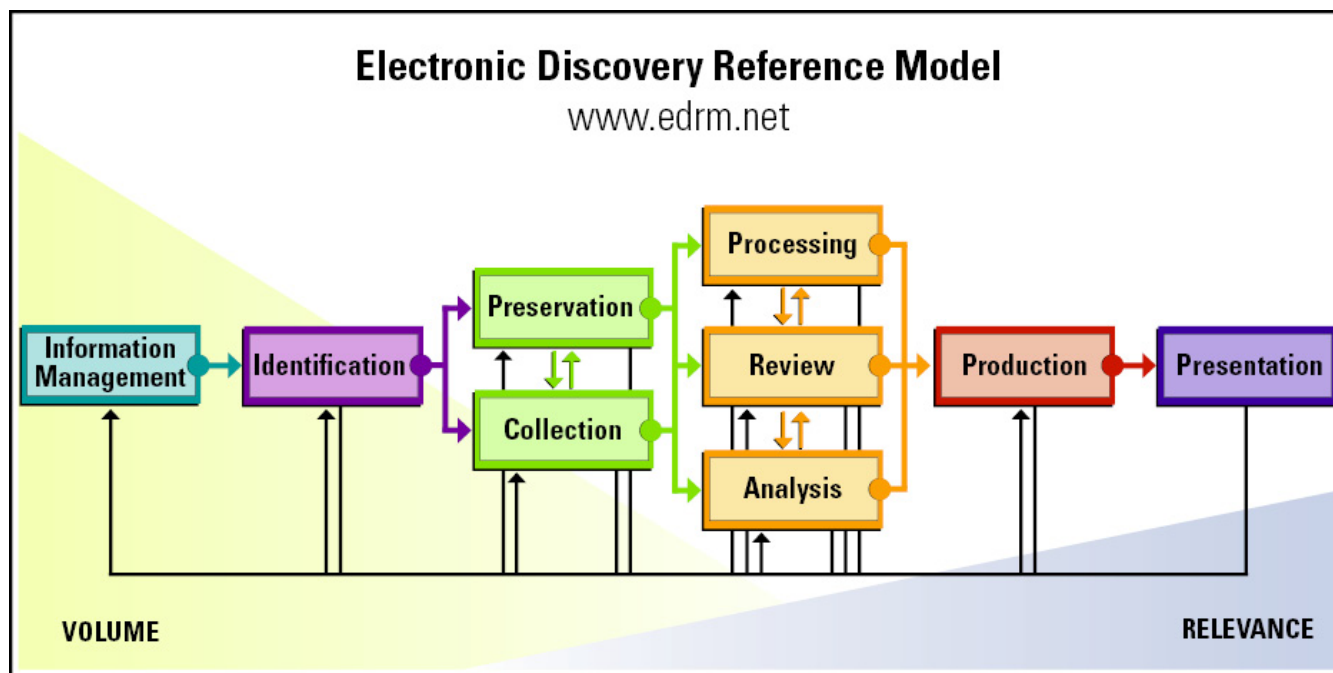 Electronic Discovery Reference Model
www.edrm.net
Information
Management
Identification
Preservation
Collection
Processing
Review
Analysis
Production
Presentation
VOLUME
RELEVANCE